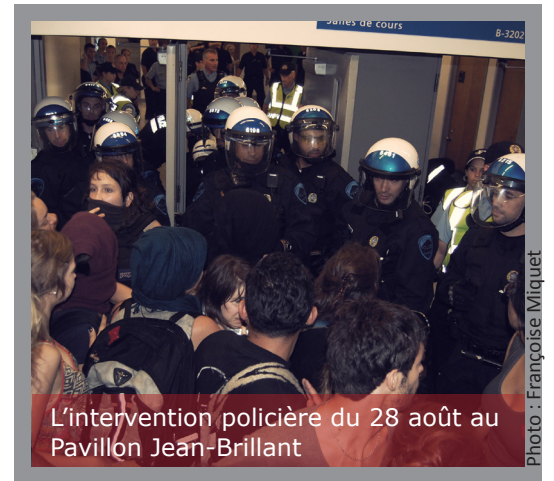 Salles de cours
B-3202
L’intervention policière du 28 août au
Pavillon Jean-Brillant
Photo : Françoise Miquet